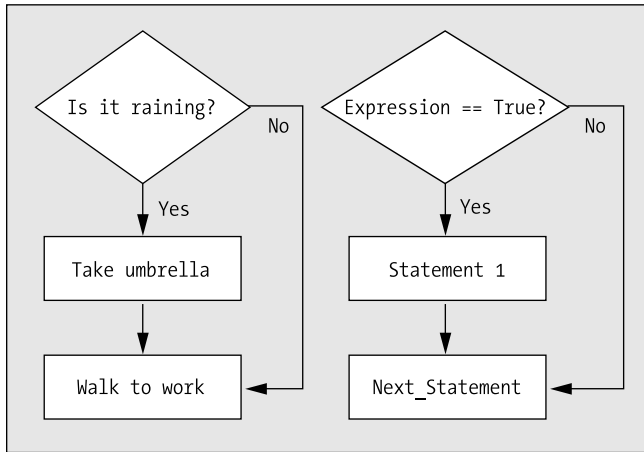 Is it raining?
No
Yes
Take umbrella
Walk to work
Expression == True?
No
Yes
Statement 1
Next_Statement